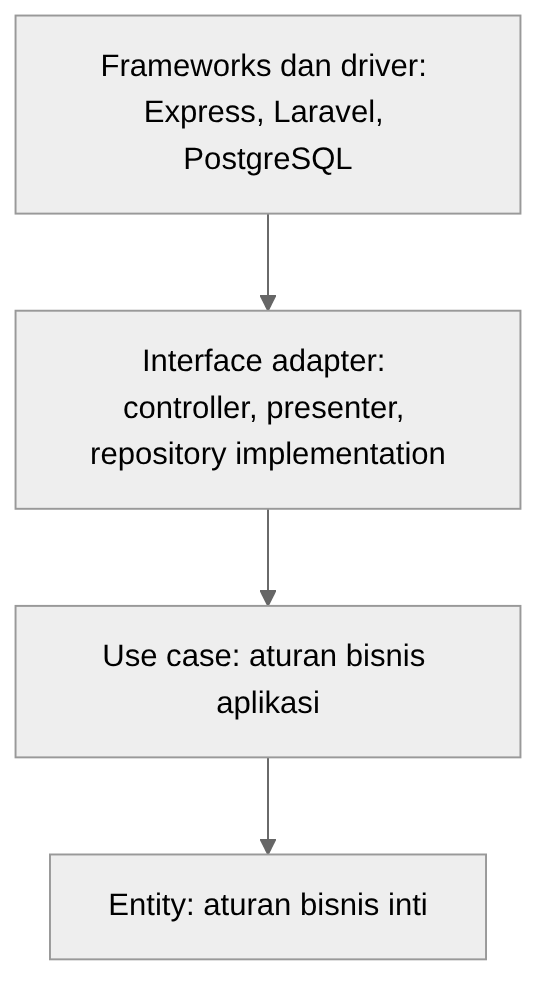 Frameworks dan driver:
Express, Laravel,
PostgreSQL
Interface adapter:
controller, presenter,
repository implementation
Use case: aturan bisnis
aplikasi
Entity: aturan bisnis inti